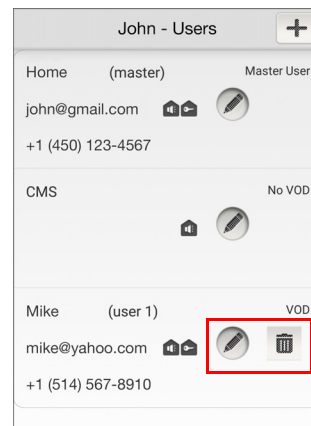 John - Users
Home (master) Master User
john@gmail.com
+1 (450) 123-4567
CMS No VOD
Mike (user 1) VOD
mike@yahoo.com
+1 (514) 567-8910